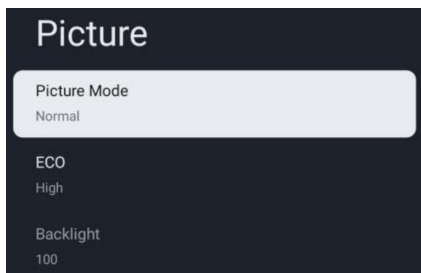 Picture
Picture Mode
Normal
ECO
High
Backlight
100